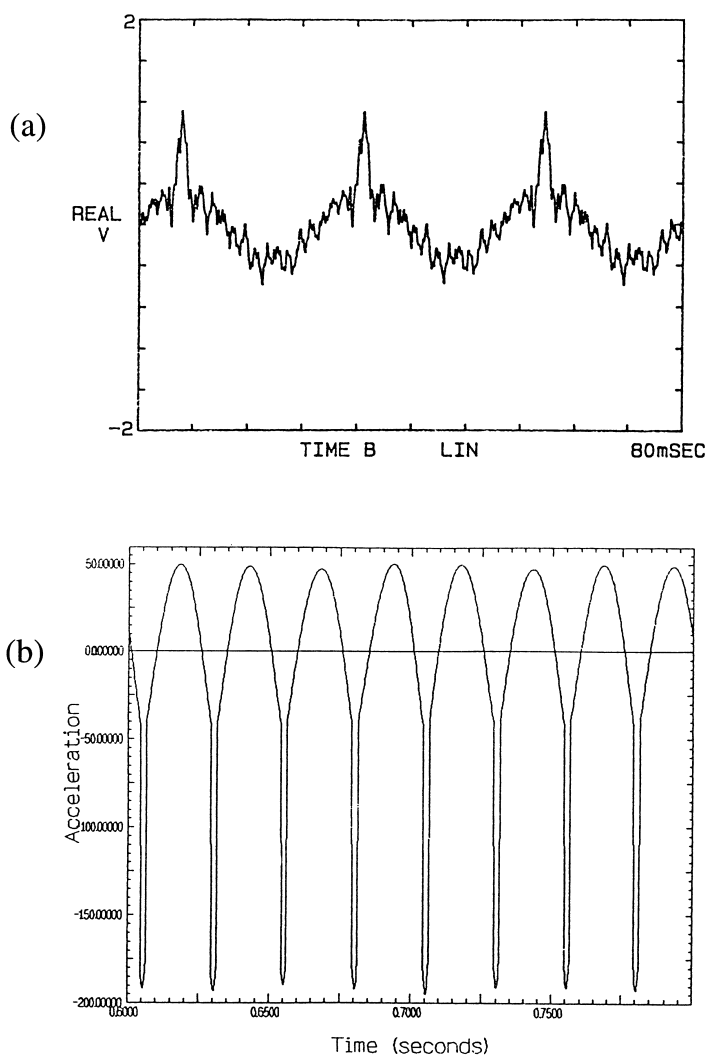 2
(a)
REAL
V
-2
TIME B LIN 80mSEC
50.00000
(b)
0.000000
-50.00000
Acceleration
-100.00000
-150.00000
-200.00000
0.6000 0.6500 0.7000 0.7500
Time (seconds)